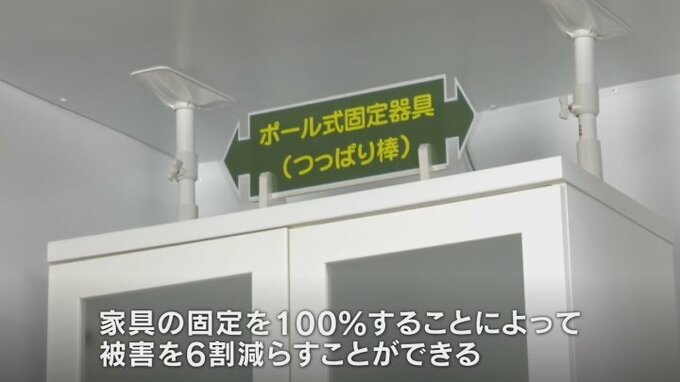 ポール式固定器具
（つっぱり棒）
家具の固定を100％することによって
被害を6割減らすことができる